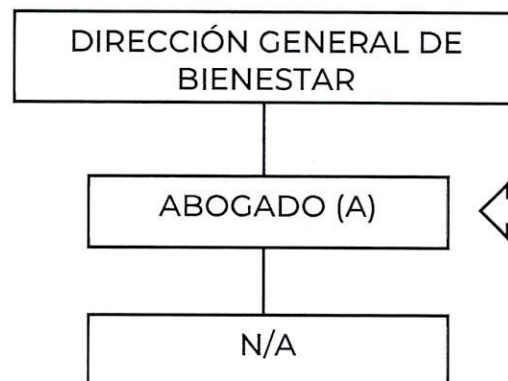 DIRECCIÓN GENERAL DE
BIENESTAR
ABOGADO (A)
N/A